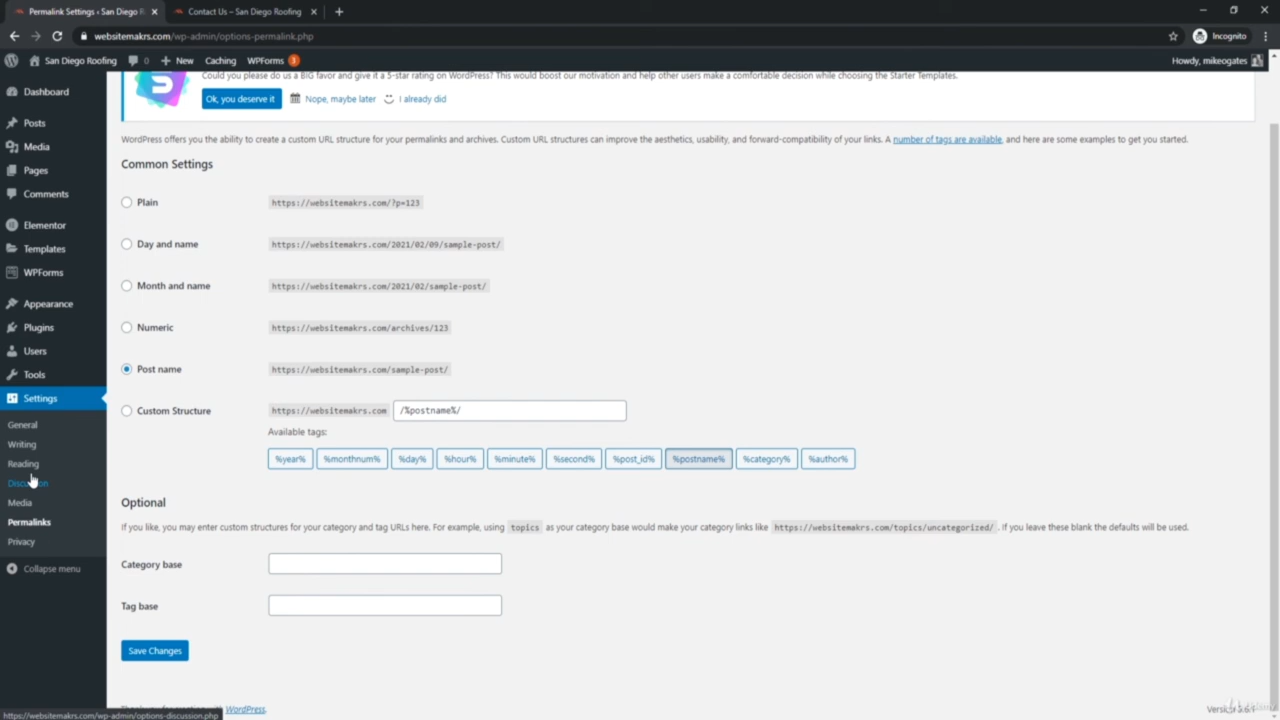 Permalink Settings ‹ San Diego R
Contact Us – San Diego Roofing
websitemakrs.com/wp-admin/options-permalink.php
Incognito
San Diego Roofing 0 + New Caching WPForms 3
Howdy, mikeogates
Could you please do us a BIG favor and give it a 5-star rating on WordPress? This would boost our motivation and help other users make a comfortable decision while choosing the Starter Templates.
Ok, you deserve it Nope, maybe later I already did
Dashboard
Posts
Media
Pages
Comments
Elementor
Templates
WPForms
Appearance
Plugins
Users
Tools
Settings
General
Writing
Reading
Discussion
Media
Permalinks
Privacy
Collapse menu
WordPress offers you the ability to create a custom URL structure for your permalinks and archives. Custom URL structures can improve the aesthetics, usability, and forward-compatibility of your links. A number of tags are available, and here are some examples to get you started.
Common Settings
Plain https://websitemakrs.com/?p=123
Day and name https://websitemakrs.com/2021/02/09/sample-post/
Month and name https://websitemakrs.com/2021/02/sample-post/
Numeric https://websitemakrs.com/archives/123
Post name https://websitemakrs.com/sample-post/
Custom Structure https://websitemakrs.com /%postname%/
Available tags:
%year% %monthnum% %day% %hour% %minute% %second% %post_id% %postname% %category% %author%
Optional
If you like, you may enter custom structures for your category and tag URLs here. For example, using topics as your category base would make your category links like https://websitemakrs.com/topics/uncategorized/ . If you leave these blank the defaults will be used.
Category base
Tag base
Save Changes
WordPress.
https://websitemakrs.com/wp-admin/options-discussion.php